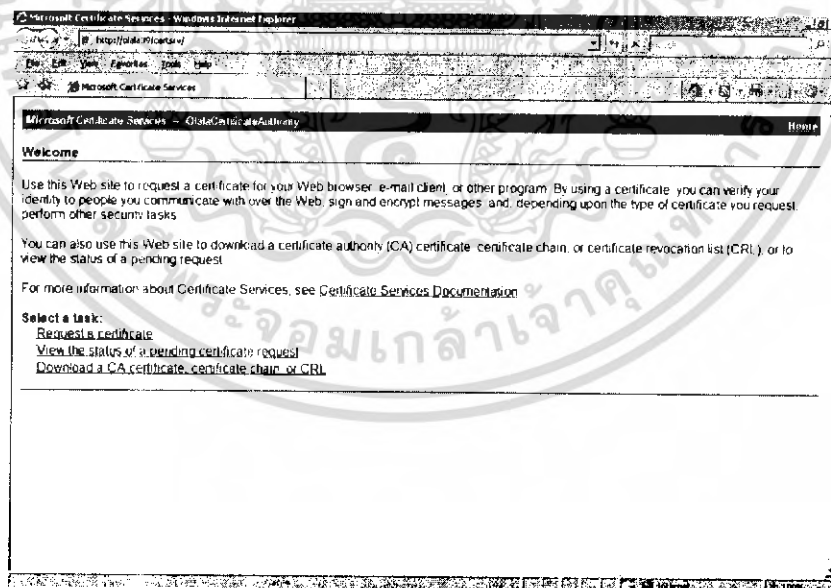 Microsoft Certificate Services - Windows Internet Explorer
File Edit View Favorites Tools Help
Microsoft Certificate Services
Microsoft Certificate Services -- OlalaCertificateAuthority
Home
Welcome
Use this Web site to request a certificate for your Web browser, e-mail client, or other program. By using a certificate, you can verify your
identity to people you communicate with over the Web, sign and encrypt messages, and, depending upon the type of certificate you request,
perform other security tasks.
You can also use this Web site to download a certificate authority (CA) certificate, certificate chain, or certificate revocation list (CRL), or to
view the status of a pending request.
For more information about Certificate Services, see Certificate Services Documentation.
Select a task:
Request a certificate
View the status of a pending certificate request
Download a CA certificate, certificate chain, or CRL